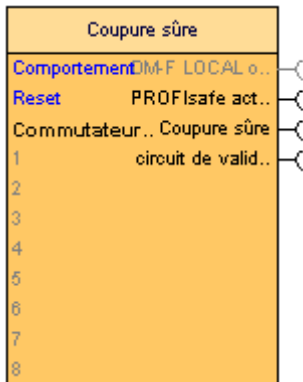 Coupure sûre
Comportement DM-F LOCAL o..
Reset PROFIsafe act..
Commutateur.. Coupure sûre
1 circuit de valid..
2
3
4
5
6
7
8